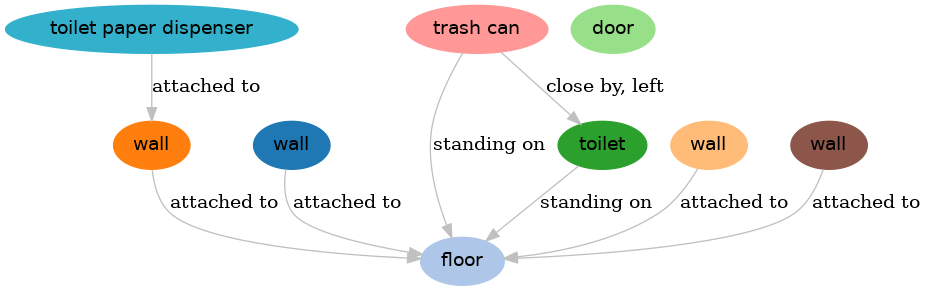 toilet paper dispenser
trash can
door
attached to
close by, left
wall
wall
standing on
toilet
wall
wall
attached to
attached to
standing on
attached to
attached to
floor